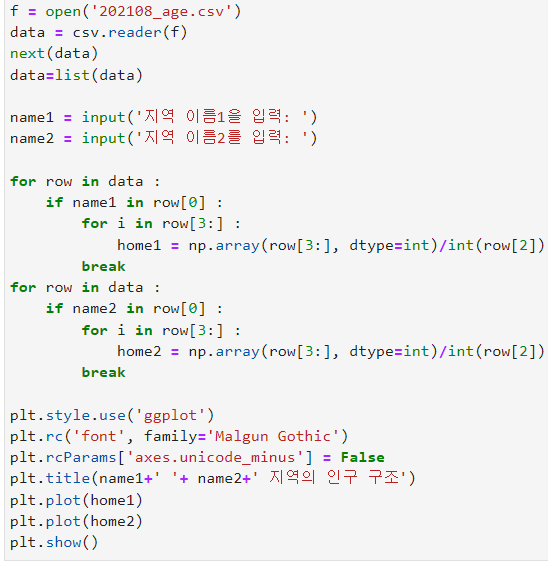 f = open('202108_age.csv')
data = csv.reader(f)
next(data)
data=list(data)

name1 = input('지역 이름1을 입력: ')
name2 = input('지역 이름2를 입력: ')

for row in data :
    if name1 in row[0] :
        for i in row[3:] :
            home1 = np.array(row[3:], dtype=int)/int(row[2])
        break
for row in data :
    if name2 in row[0] :
        for i in row[3:] :
            home2 = np.array(row[3:], dtype=int)/int(row[2])
        break

plt.style.use('ggplot')
plt.rc('font', family='Malgun Gothic')
plt.rcParams['axes.unicode_minus'] = False
plt.title(name1+' '+ name2+' 지역의 인구 구조')
plt.plot(home1)
plt.plot(home2)
plt.show()